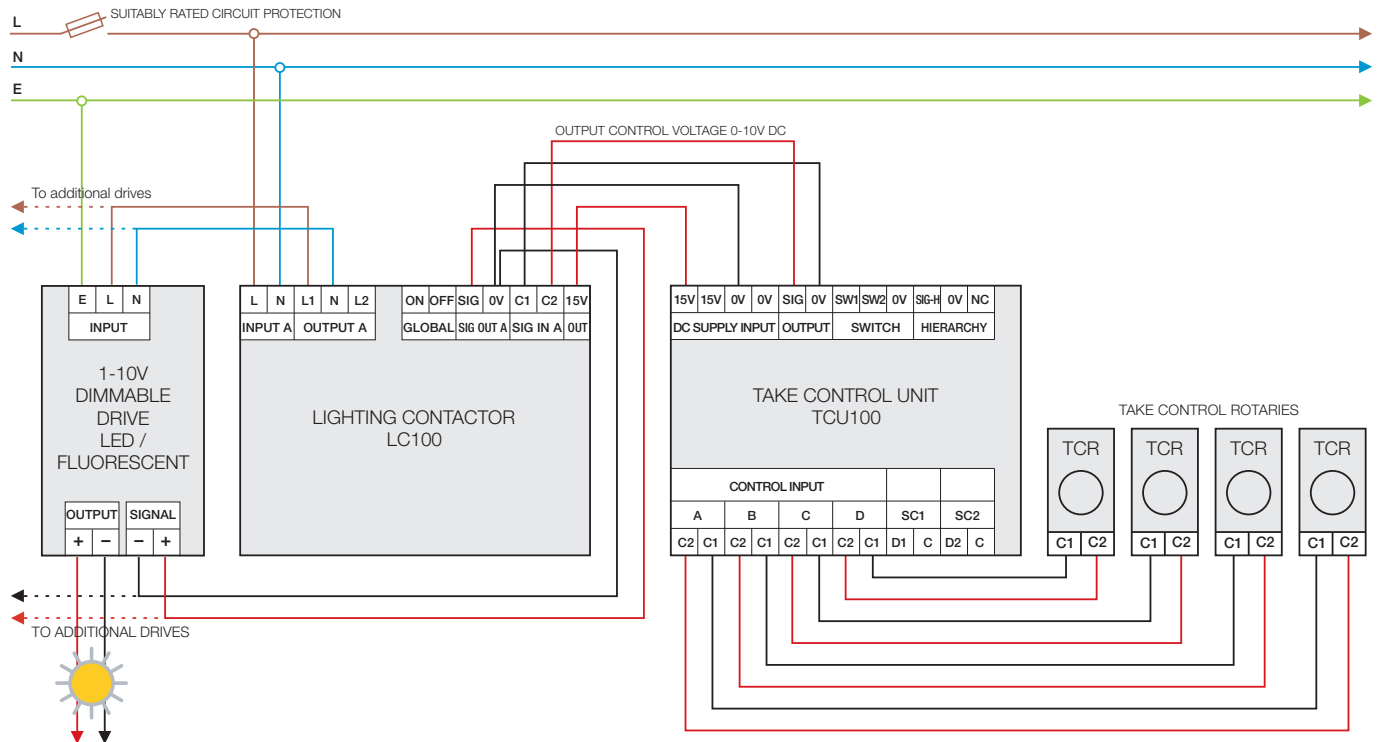 L
SUITABLY RATED CIRCUIT PROTECTION
N
E
OUTPUT CONTROL VOLTAGE 0-10V DC
To additional drives
E L N
INPUT
1-10V
DIMMABLE
DRIVE
LED /
FLUORESCENT
OUTPUT SIGNAL
+ − − +
TO ADDITIONAL DRIVES
L N L1 N L2
INPUT A OUTPUT A
ON OFF SIG 0V C1 C2 15V
GLOBAL SIG OUT A SIG IN A OUT
LIGHTING CONTACTOR
LC100
15V 15V 0V 0V SIG 0V SW1 SW2 0V SIG-H 0V NC
DC SUPPLY INPUT OUTPUT SWITCH HIERARCHY
TAKE CONTROL UNIT
TCU100
CONTROL INPUT
A B C D SC1 SC2
C2 C1 C2 C1 C2 C1 C2 C1 D1 C D2 C
TAKE CONTROL ROTARIES
TCR TCR TCR TCR
C1 C2 C1 C2 C1 C2 C1 C2